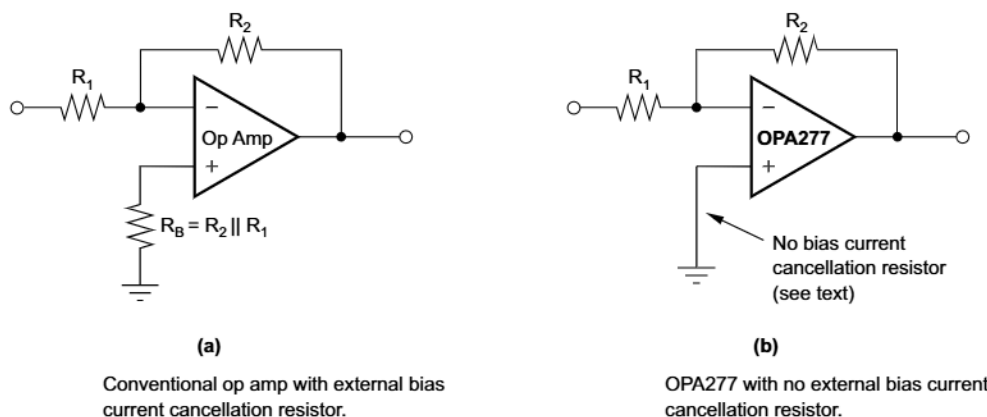 R2
R1
−
Op Amp
+
RB = R2 || R1
(a)
Conventional op amp with external bias
current cancellation resistor.
R2
R1
−
OPA277
+
No bias current
cancellation resistor
(see text)
(b)
OPA277 with no external bias current
cancellation resistor.